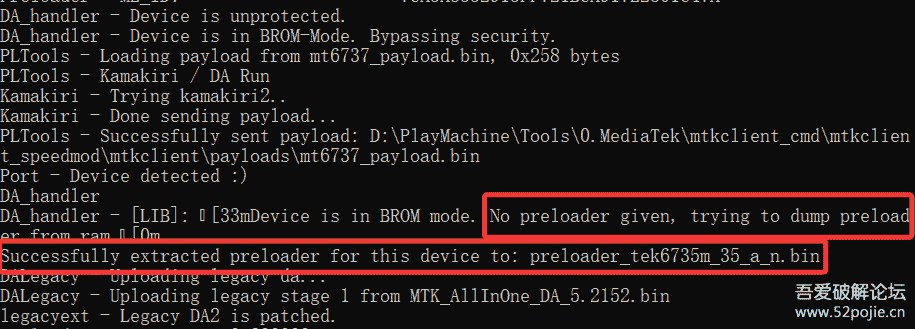 DA_handler - Device is unprotected.
DA_handler - Device is in BROM-Mode. Bypassing security.
PLTools - Loading payload from mt6737_payload.bin, 0x258 bytes
PLTools - Kamakiri / DA Run
Kamakiri - Trying kamakiri2..
Kamakiri - Done sending payload...
PLTools - Successfully sent payload: D:\PlayMachine\Tools\0.MediaTek\mtkclient_cmd\mtkclien
t_speedmod\mtkclient\payloads\mt6737_payload.bin
Port - Device detected :)
DA_handler
DA_handler - [LIB]: [33mDevice is in BROM mode. No preloader given, trying to dump preload
er from ram.[0m
Successfully extracted preloader for this device to: preloader_tek6735m_35_a_n.bin
DALegacy - Uploading legacy da...
DALegacy - Uploading legacy stage 1 from MTK_AllInOne_DA_5.2152.bin
legacyext - Legacy DA2 is patched.
吾爱破解论坛
www.52pojie.cn